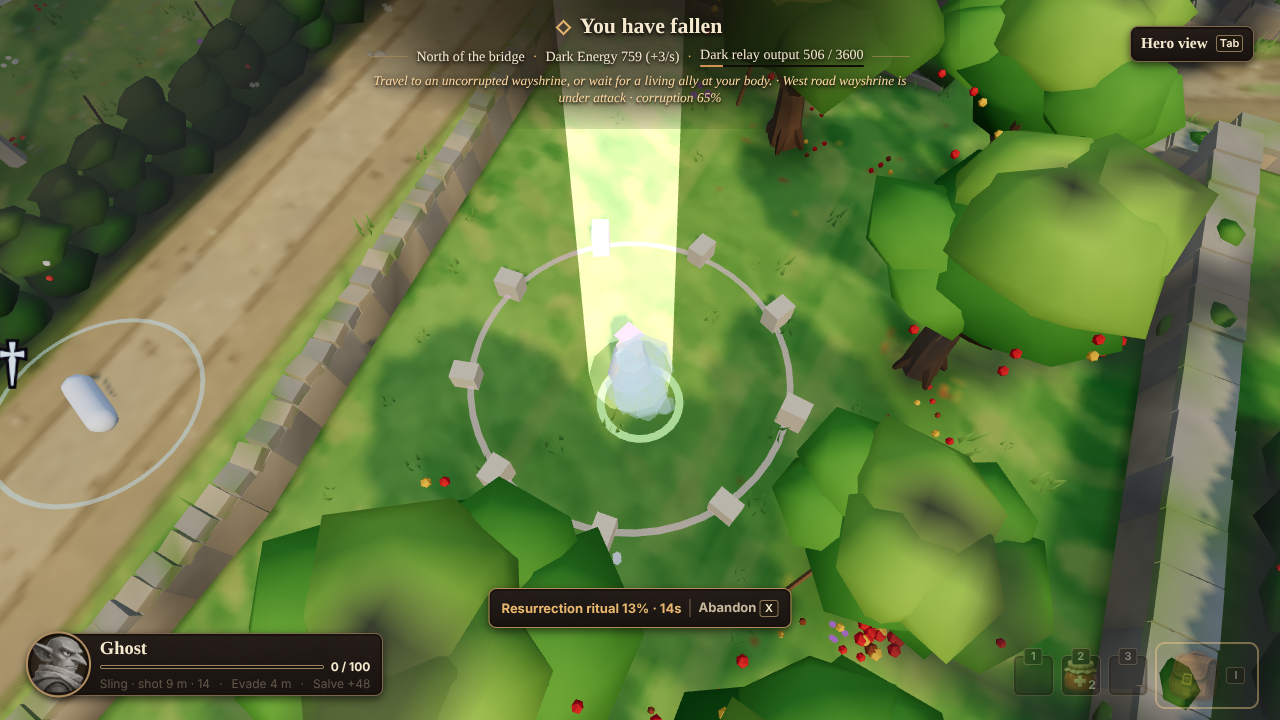 You have fallen
North of the bridge · Dark Energy 759 (+3/s) · Dark relay output 506 / 3600
Travel to an uncorrupted wayshrine, or wait for a living ally at your body. · West road wayshrine is
under attack · corruption 65%
Hero view Tab
Resurrection ritual 13% · 14s Abandon X
Ghost
0 / 100
Sling · shot 9 m · 14 · Evade 4 m · Salve +48
1 2 3 I
2